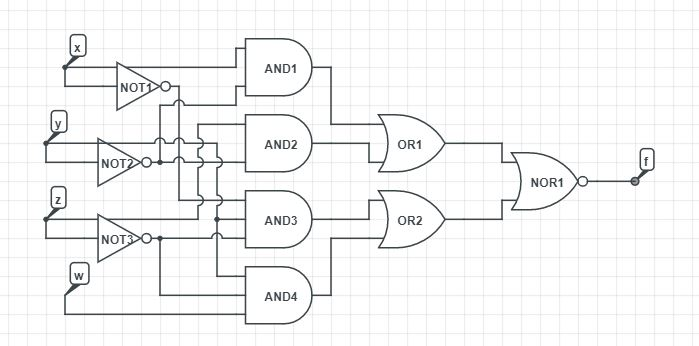 x
NOT1
AND1
y
NOT2
AND2
OR1
z
NOT3
AND3
OR2
NOR1
f
w
AND4